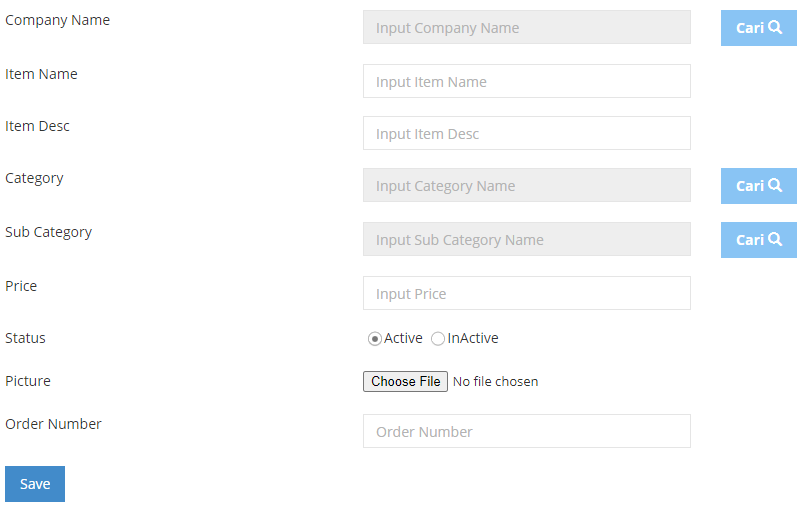 Company Name Input Company Name Cari
Item Name Input Item Name
Item Desc Input Item Desc
Category Input Category Name Cari
Sub Category Input Sub Category Name Cari
Price Input Price
Status Active InActive
Picture Choose File No file chosen
Order Number Order Number
Save